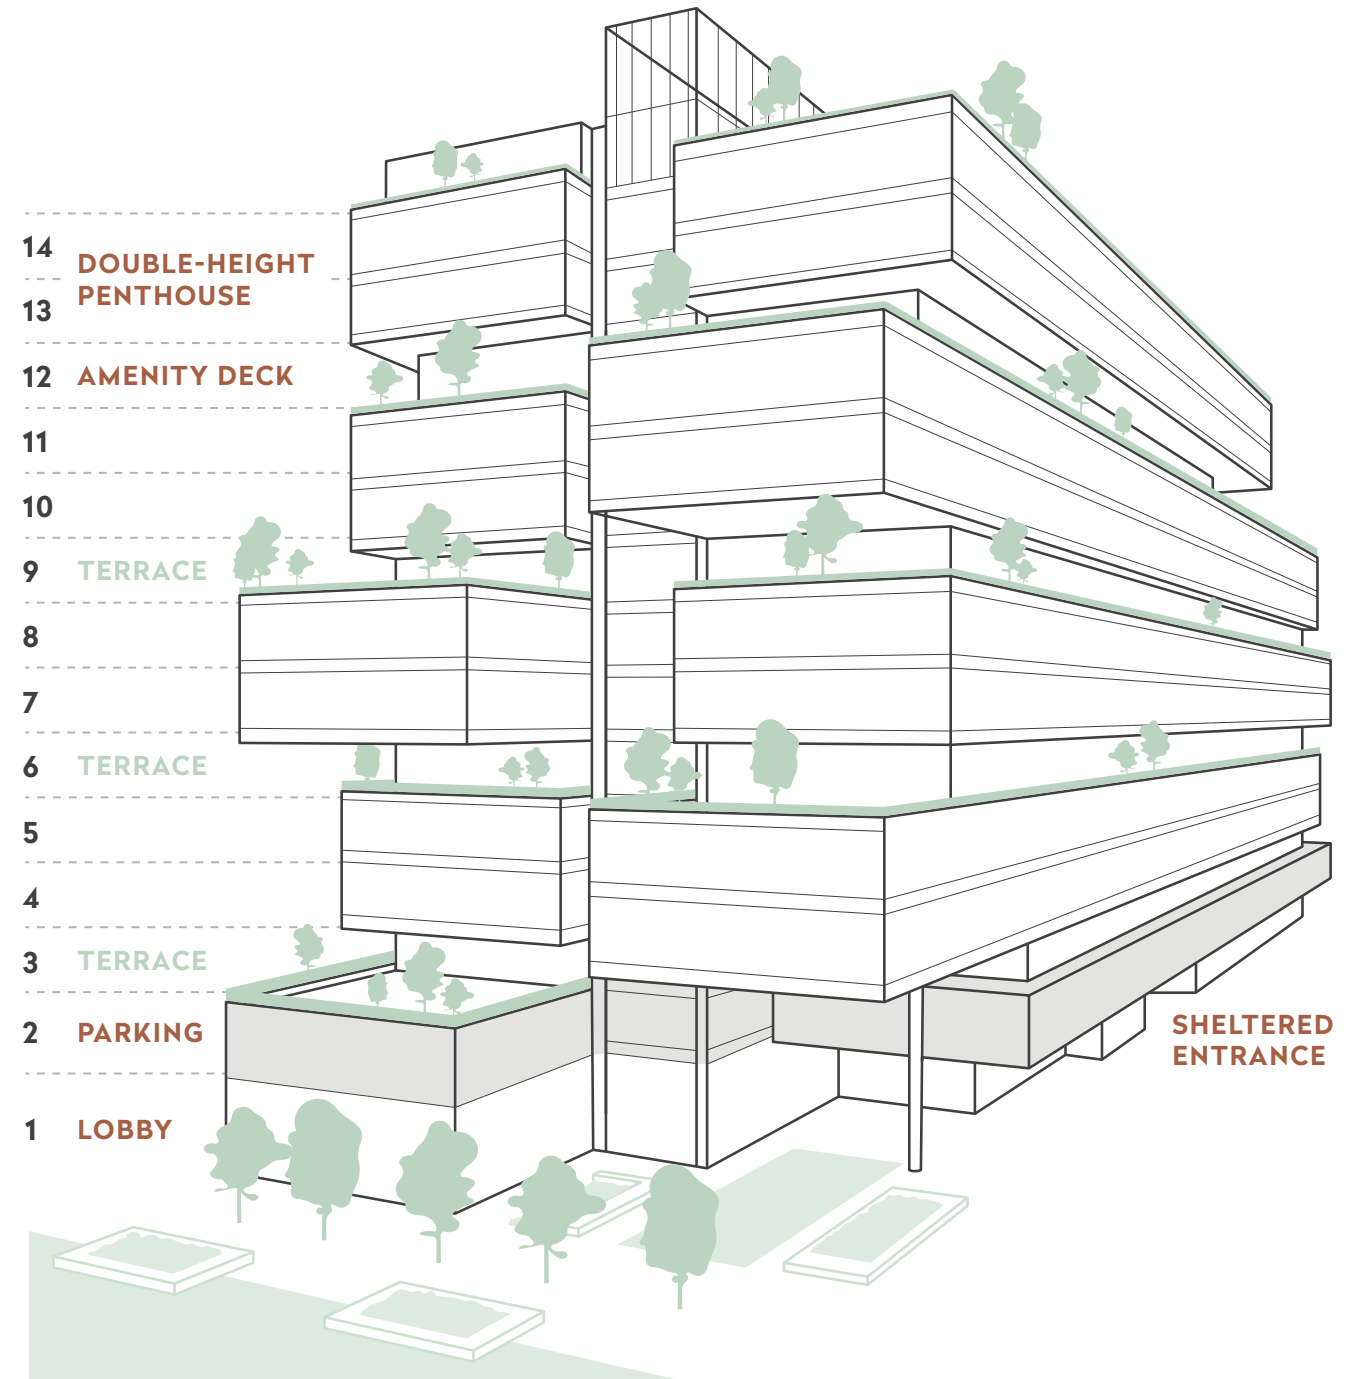 14
DOUBLE-HEIGHT
PENTHOUSE
13
12 AMENITY DECK
11
10
9 TERRACE
8
7
6 TERRACE
5
4
3 TERRACE
2 PARKING
SHELTERED
ENTRANCE
1 LOBBY